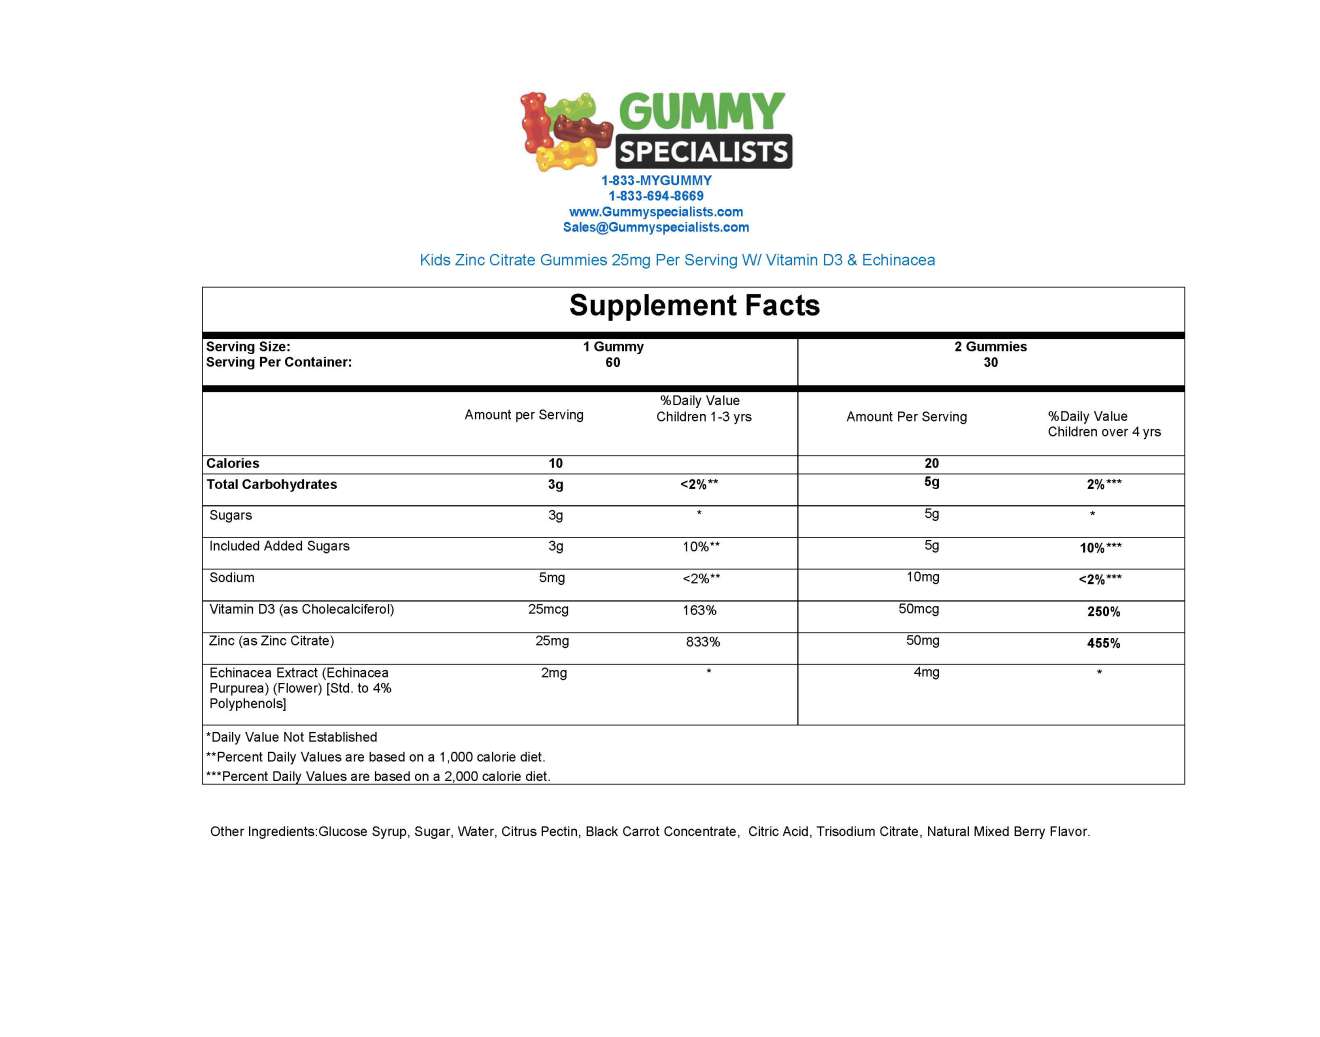 GUMMY
SPECIALISTS
1-833-MYGUMMY
1-833-694-8669
www.Gummyspecialists.com
Sales@Gummyspecialists.com
Kids Zinc Citrate Gummies 25mg Per Serving W/ Vitamin D3 & Echinacea
Supplement Facts
Serving Size: 1 Gummy 2 Gummies
Serving Per Container: 60 30
%Daily Value
Amount per Serving Children 1-3 yrs Amount Per Serving %Daily Value
Children over 4 yrs
Calories 10 20
Total Carbohydrates 3g <2%** 5g 2%***
Sugars 3g * 5g *
Included Added Sugars 3g 10%** 5g 10%***
Sodium 5mg <2%** 10mg <2%***
Vitamin D3 (as Cholecalciferol) 25mcg 163% 50mcg 250%
Zinc (as Zinc Citrate) 25mg 833% 50mg 455%
Echinacea Extract (Echinacea 2mg * 4mg *
Purpurea) (Flower) [Std. to 4%
Polyphenols]
*Daily Value Not Established
**Percent Daily Values are based on a 1,000 calorie diet.
***Percent Daily Values are based on a 2,000 calorie diet.
Other Ingredients:Glucose Syrup, Sugar, Water, Citrus Pectin, Black Carrot Concentrate, Citric Acid, Trisodium Citrate, Natural Mixed Berry Flavor.